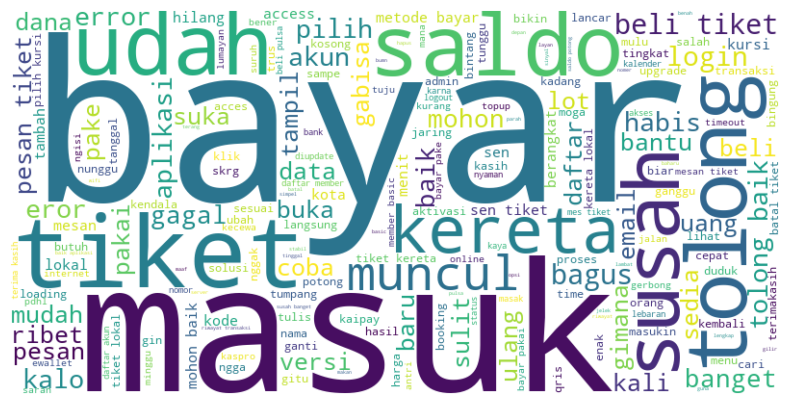 bayar
masuk
tiket
saldo
udah
tolong
susah
kereta
muncul
error
dana
hilang
access
pilih
metode bayar
bikin
lancar
beli tiket
bener
akun
kosong
bintang
tunggu
mulu
salah
kursi
login
tingkat
kalender
upgrade
transaksi
pesan tiket
pilih kursi
tambah
aplikasi
pake
suka
tampil
gabisa
sampe
trus
beli pulsa
admin
logout
kurang
karna
kadang
lot
habis
mohon
topup
tuju
jaring
moga
daftar
berangkat
kereta lokal
bantu
akses
timeout
beli
bingung
ngisi
nunggu
tanggal
klik
skrg
acces
data
bank
sen
kasih
nyaman
biar
mesan tiket
ganggu
batal tiket
eror
gagal
buka
menit
baik
diupdate
daftar member
kota
member basic
bayar pake
sen tiket
email
uang
jalan
lihat
mesan
kendala
ubah
kecewa
sesuai
langsung
aktivasi
mes tiket
kaya
pakai
butuh
lokal
internet
terima kasih
solusi
nggak
coba
potong
tiket kereta
online
proses
bagus
gimana
sedia
cepat
duduk
tolong baik
loading
pdhl
nomor
tumpang
time
gerbong
orang
lebaran
terimakasih
mudah
ribet
pesan
kalo
saran
daftar akun
tiket lokal
minggu
gin
mohon baik
kode
kaspro
ngga
tulis
nama
ganti
gitu
versi
kaipay
hasil
harga
antri
baru
booking
sulit
status
ulang
bayar pakai
masak
enak
qris
masukin
kali
kembali
menu
cari
banget
ewallet